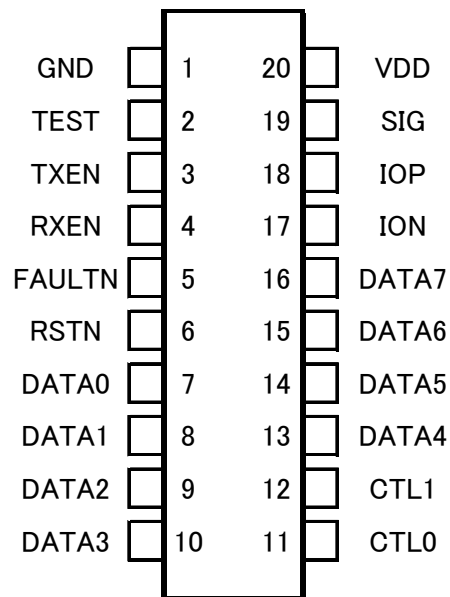 GND 1 20 VDD
TEST 2 19 SIG
TXEN 3 18 IOP
RXEN 4 17 ION
FAULTN 5 16 DATA7
RSTN 6 15 DATA6
DATA0 7 14 DATA5
DATA1 8 13 DATA4
DATA2 9 12 CTL1
DATA3 10 11 CTL0